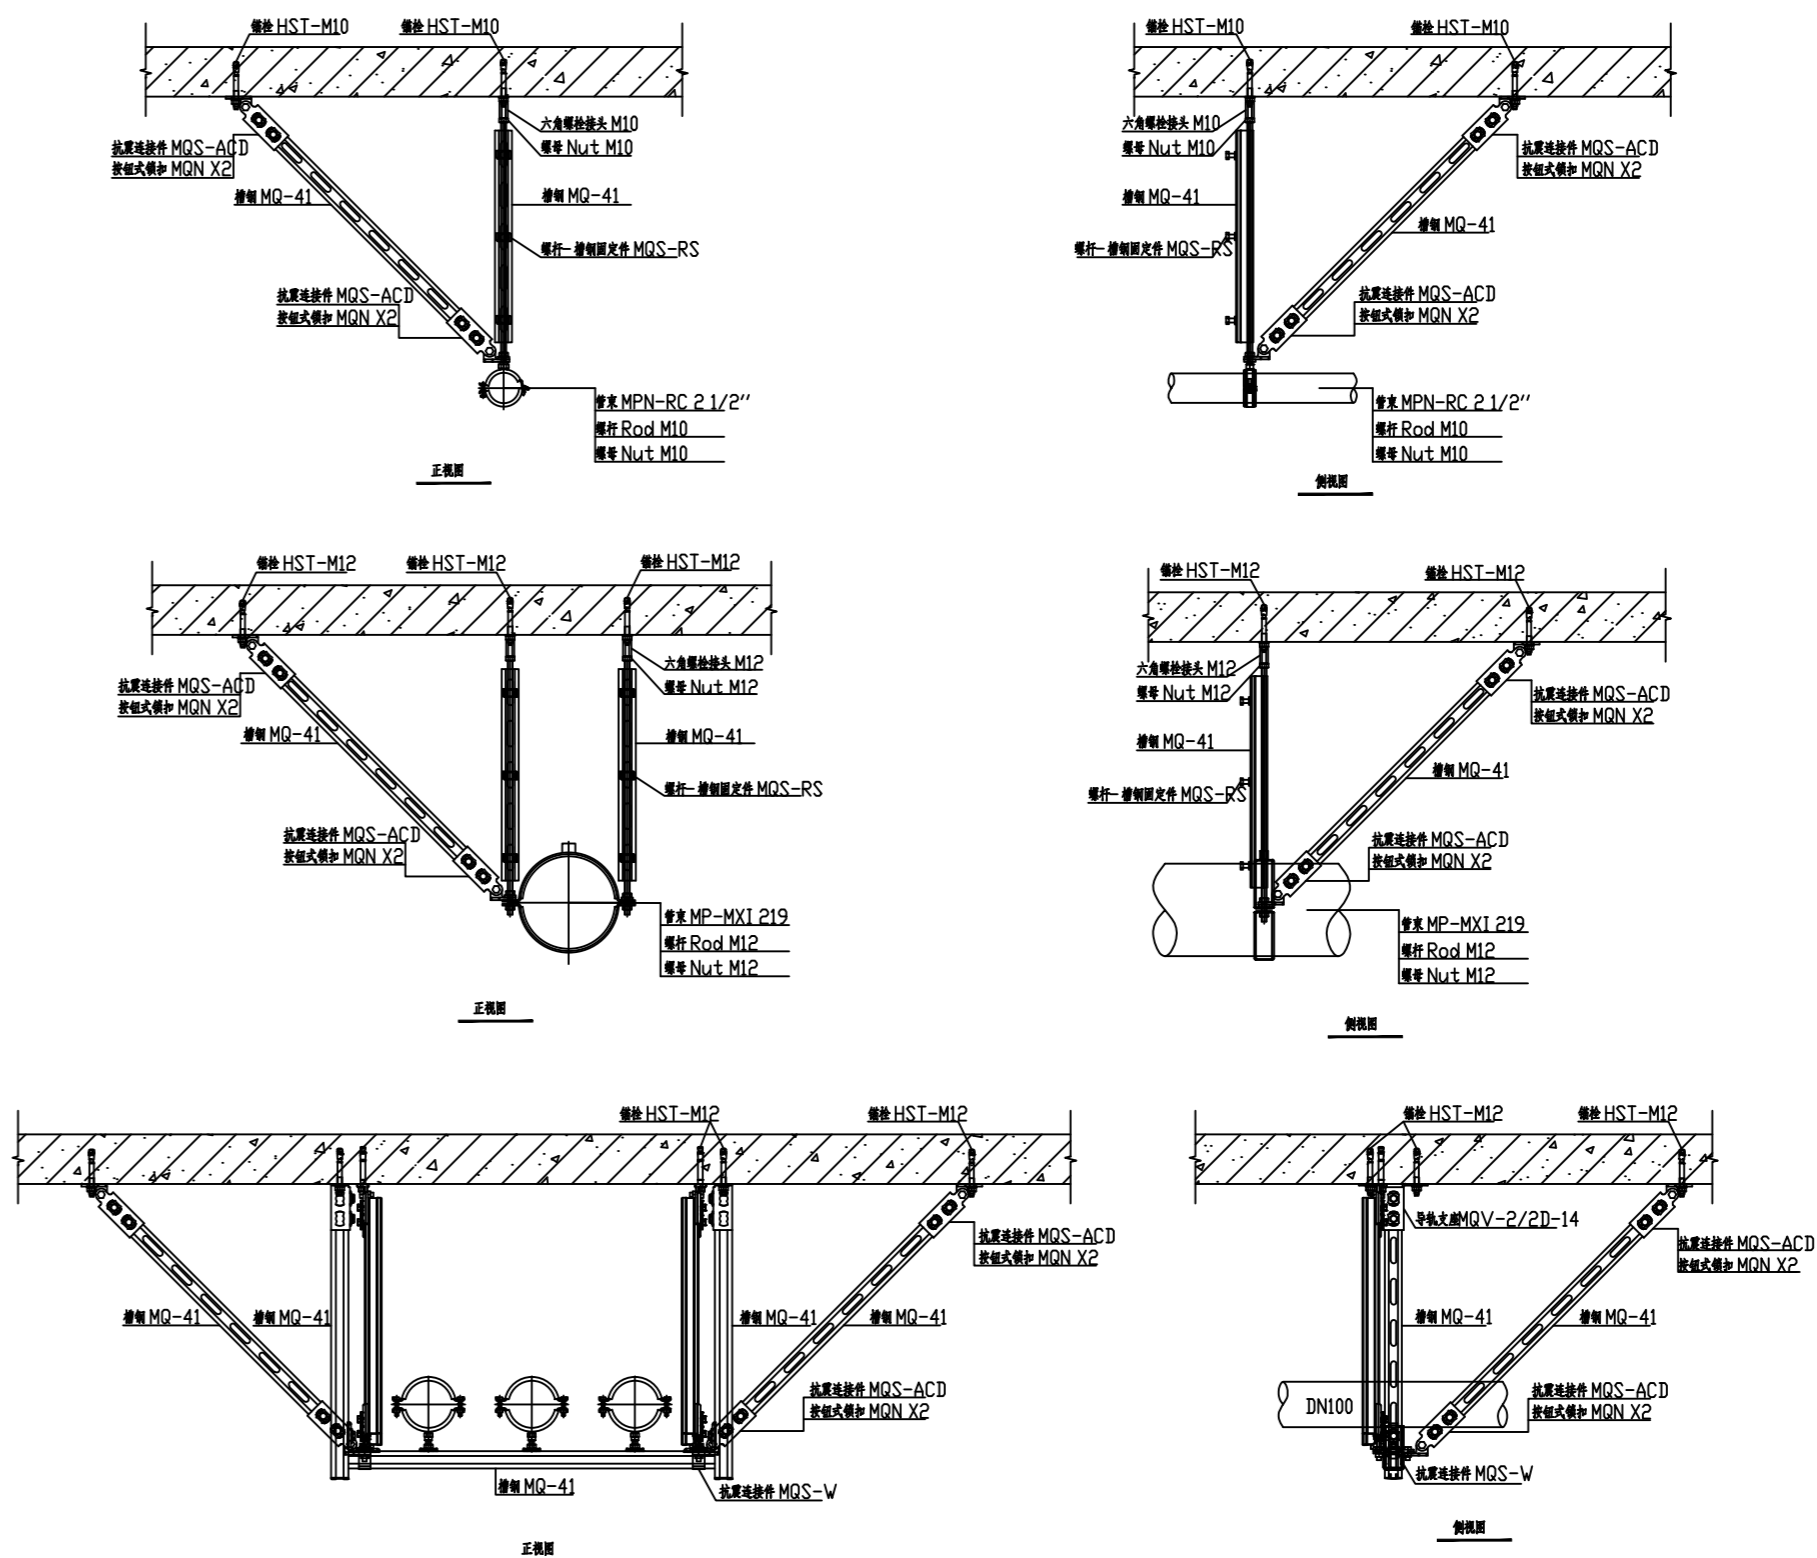 锚栓 HST-M10
锚栓 HST-M10
六角螺栓接头 M10
螺母 Nut M10
抗震连接件 MQS-ACD
按钮式锁扣 MQN X2
槽钢 MQ-41
槽钢 MQ-41
螺杆-槽钢固定件 MQS-RS
抗震连接件 MQS-ACD
按钮式锁扣 MQN X2
管束 MPN-RC 2 1/2″
螺杆 Rod M10
螺母 Nut M10
正视图
锚栓 HST-M10
锚栓 HST-M10
六角螺栓接头 M10
螺母 Nut M10
抗震连接件 MQS-ACD
按钮式锁扣 MQN X2
槽钢 MQ-41
槽钢 MQ-41
螺杆-槽钢固定件 MQS-RS
抗震连接件 MQS-ACD
按钮式锁扣 MQN X2
管束 MPN-RC 2 1/2″
螺杆 Rod M10
螺母 Nut M10
侧视图
锚栓 HST-M12
锚栓 HST-M12
锚栓 HST-M12
六角螺栓接头 M12
螺母 Nut M12
抗震连接件 MQS-ACD
按钮式锁扣 MQN X2
槽钢 MQ-41
槽钢 MQ-41
螺杆-槽钢固定件 MQS-RS
抗震连接件 MQS-ACD
按钮式锁扣 MQN X2
管束 MP-MXI 219
螺杆 Rod M12
螺母 Nut M12
正视图
锚栓 HST-M12
锚栓 HST-M12
六角螺栓接头 M12
螺母 Nut M12
抗震连接件 MQS-ACD
按钮式锁扣 MQN X2
槽钢 MQ-41
槽钢 MQ-41
螺杆-槽钢固定件 MQS-RS
抗震连接件 MQS-ACD
按钮式锁扣 MQN X2
管束 MP-MXI 219
螺杆 Rod M12
螺母 Nut M12
侧视图
锚栓 HST-M12
锚栓 HST-M12
抗震连接件 MQS-ACD
按钮式锁扣 MQN X2
槽钢 MQ-41
槽钢 MQ-41
槽钢 MQ-41
槽钢 MQ-41
抗震连接件 MQS-ACD
按钮式锁扣 MQN X2
槽钢 MQ-41
抗震连接件 MQS-W
正视图
锚栓 HST-M12
锚栓 HST-M12
导轨支座MQV-2/2D-14
抗震连接件 MQS-ACD
按钮式锁扣 MQN X2
槽钢 MQ-41
槽钢 MQ-41
抗震连接件 MQS-ACD
按钮式锁扣 MQN X2
DN100
抗震连接件 MQS-W
侧视图